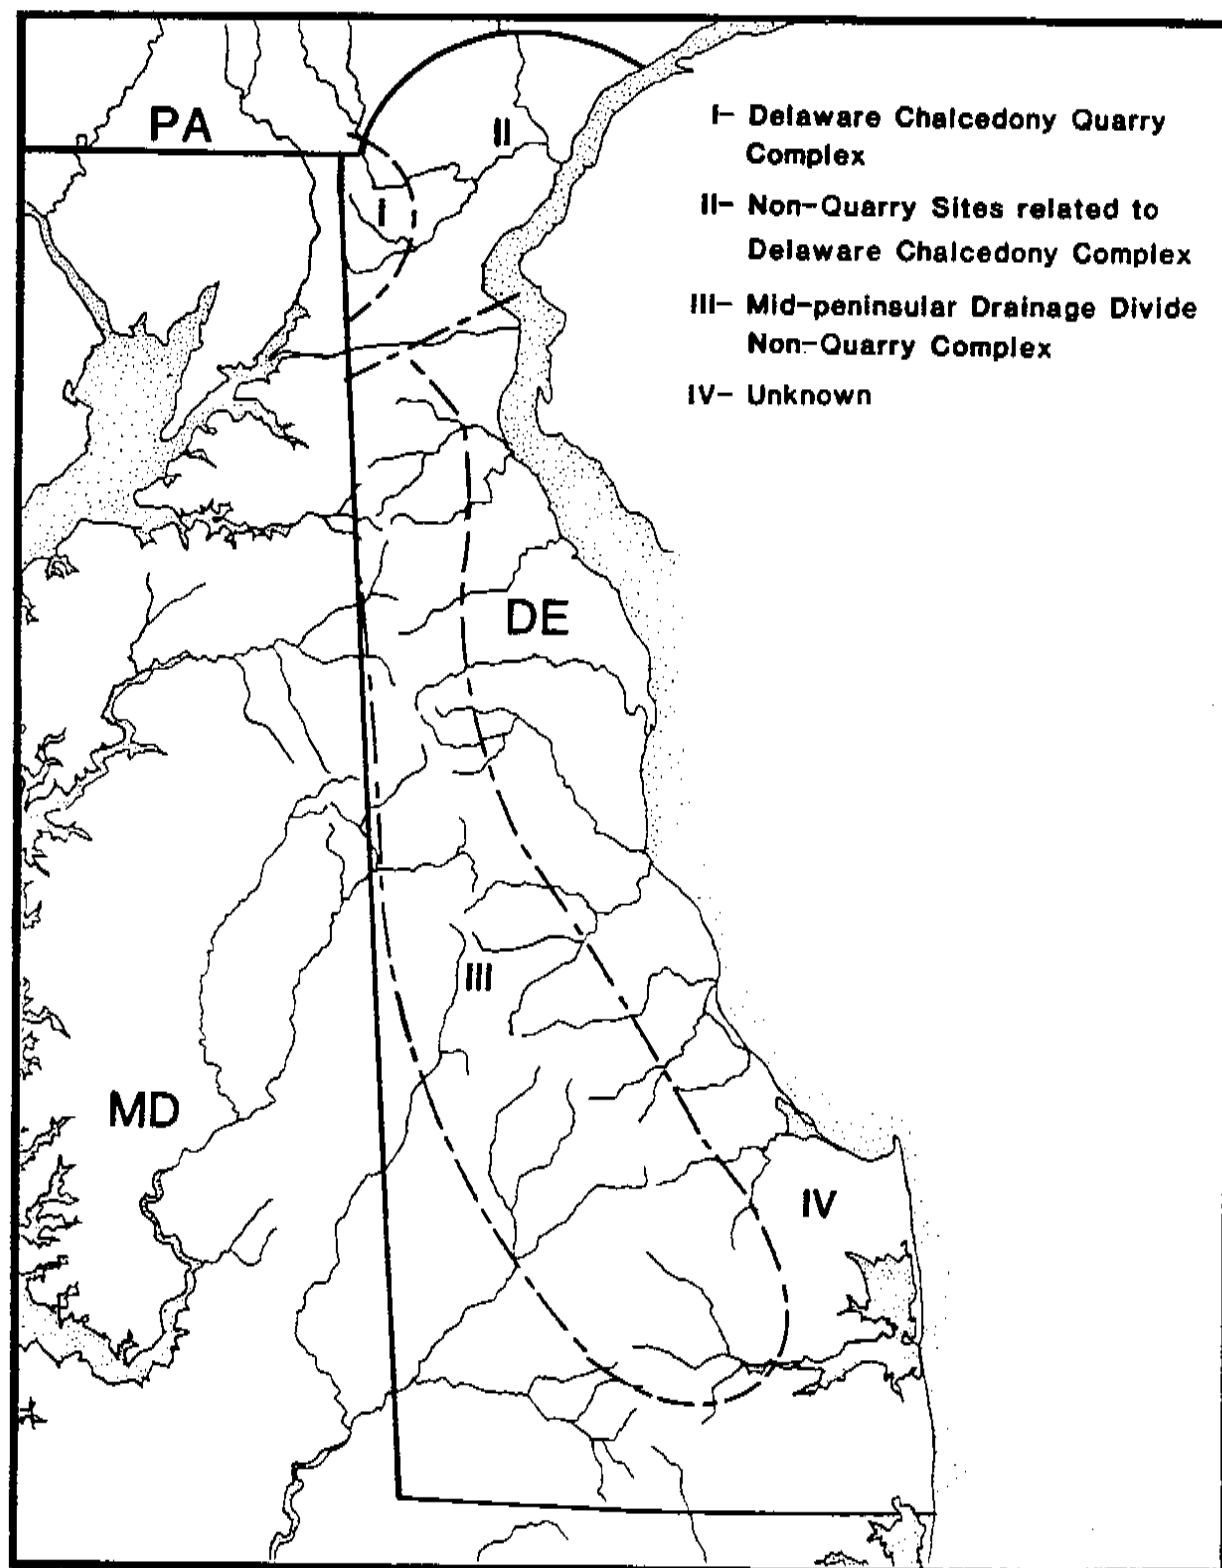 PA
II
I
I– Delaware Chalcedony Quarry
Complex
II– Non-Quarry Sites related to
Delaware Chalcedony Complex
III– Mid-peninsular Drainage Divide
Non-Quarry Complex
IV– Unknown
DE
III
MD
IV